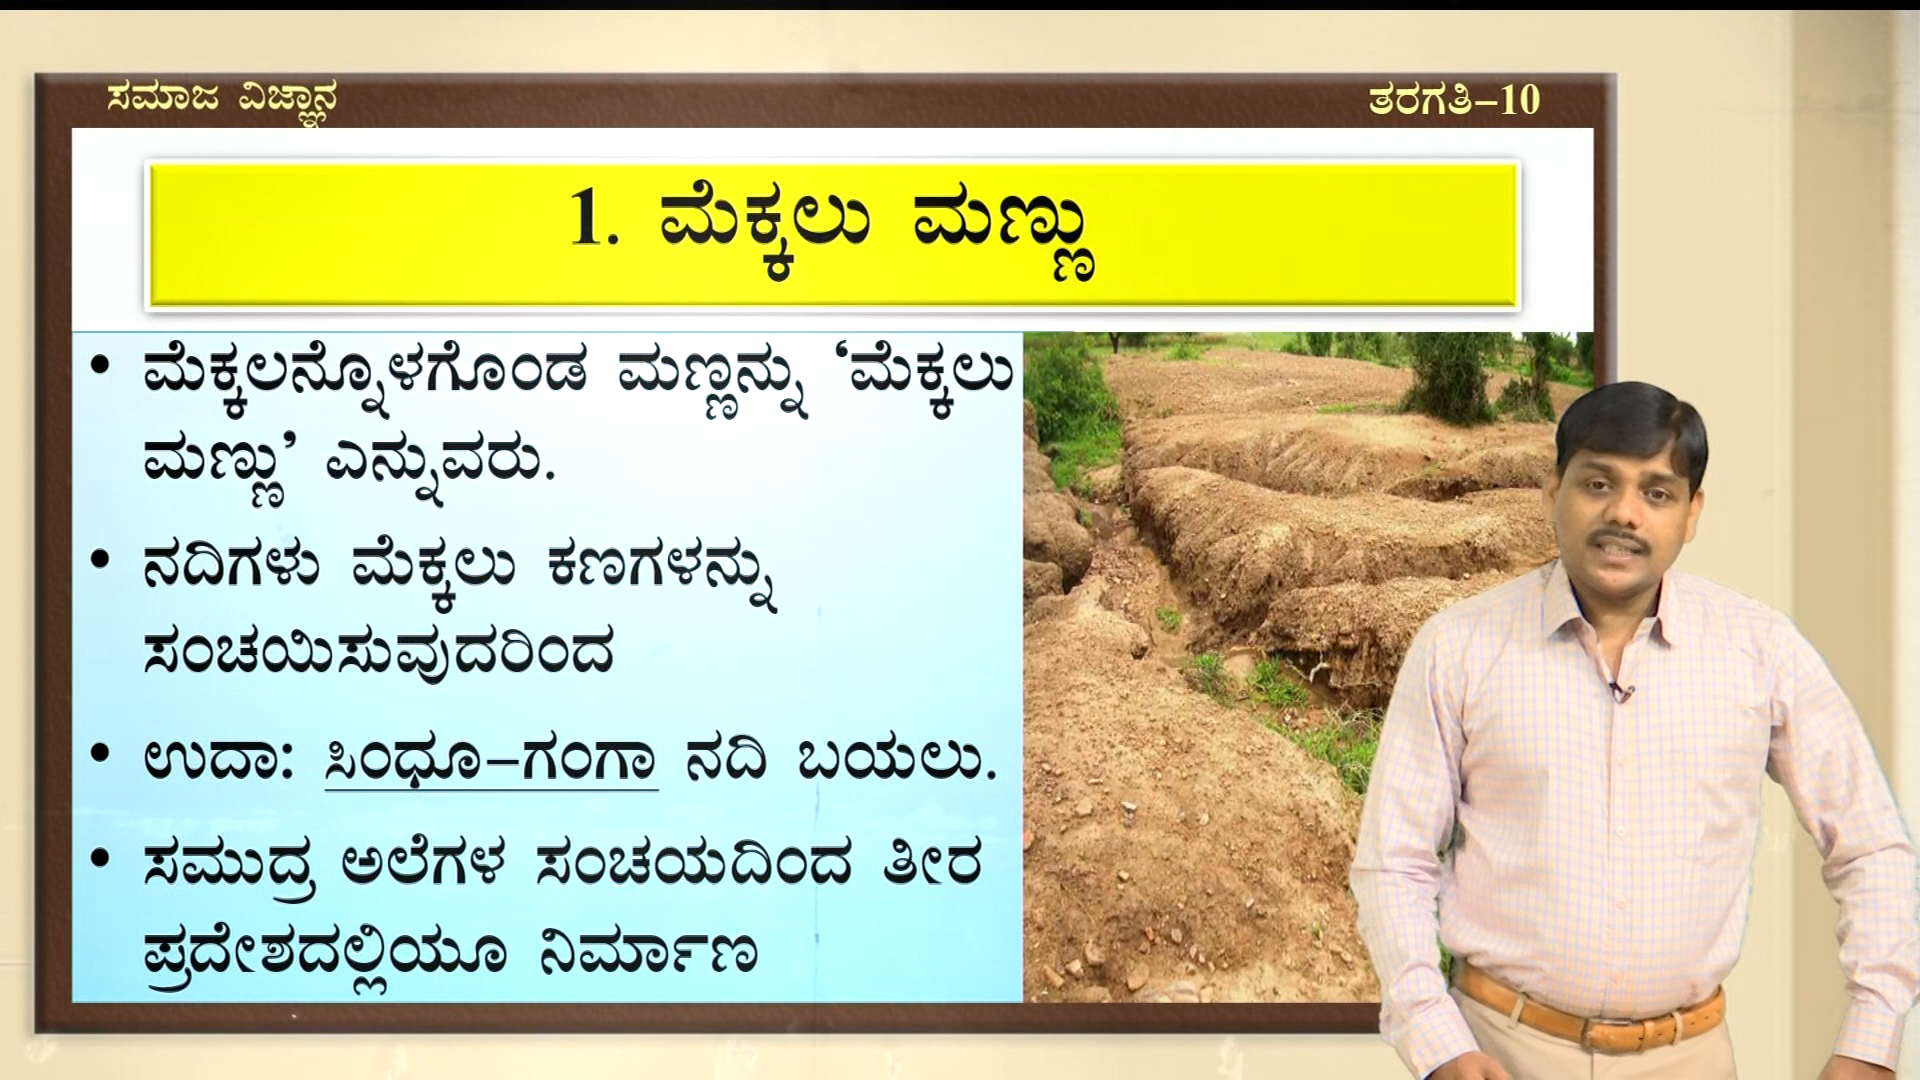 ಸಮಾಜ ವಿಜ್ಞಾನ
ತರಗತಿ-10
1. ಮೆಕ್ಕಲು ಮಣ್ಣು
• ಮೆಕ್ಕಲನ್ನೊಳಗೊಂಡ ಮಣ್ಣನ್ನು ‘ಮೆಕ್ಕಲು
ಮಣ್ಣು’ ಎನ್ನುವರು.
• ನದಿಗಳು ಮೆಕ್ಕಲು ಕಣಗಳನ್ನು
ಸಂಚಯಿಸುವುದರಿಂದ
• ಉದಾ: ಸಿಂಧೂ-ಗಂಗಾ ನದಿ ಬಯಲು.
• ಸಮುದ್ರ ಅಲೆಗಳ ಸಂಚಯದಿಂದ ತೀರ
ಪ್ರದೇಶದಲ್ಲಿಯೂ ನಿರ್ಮಾಣ